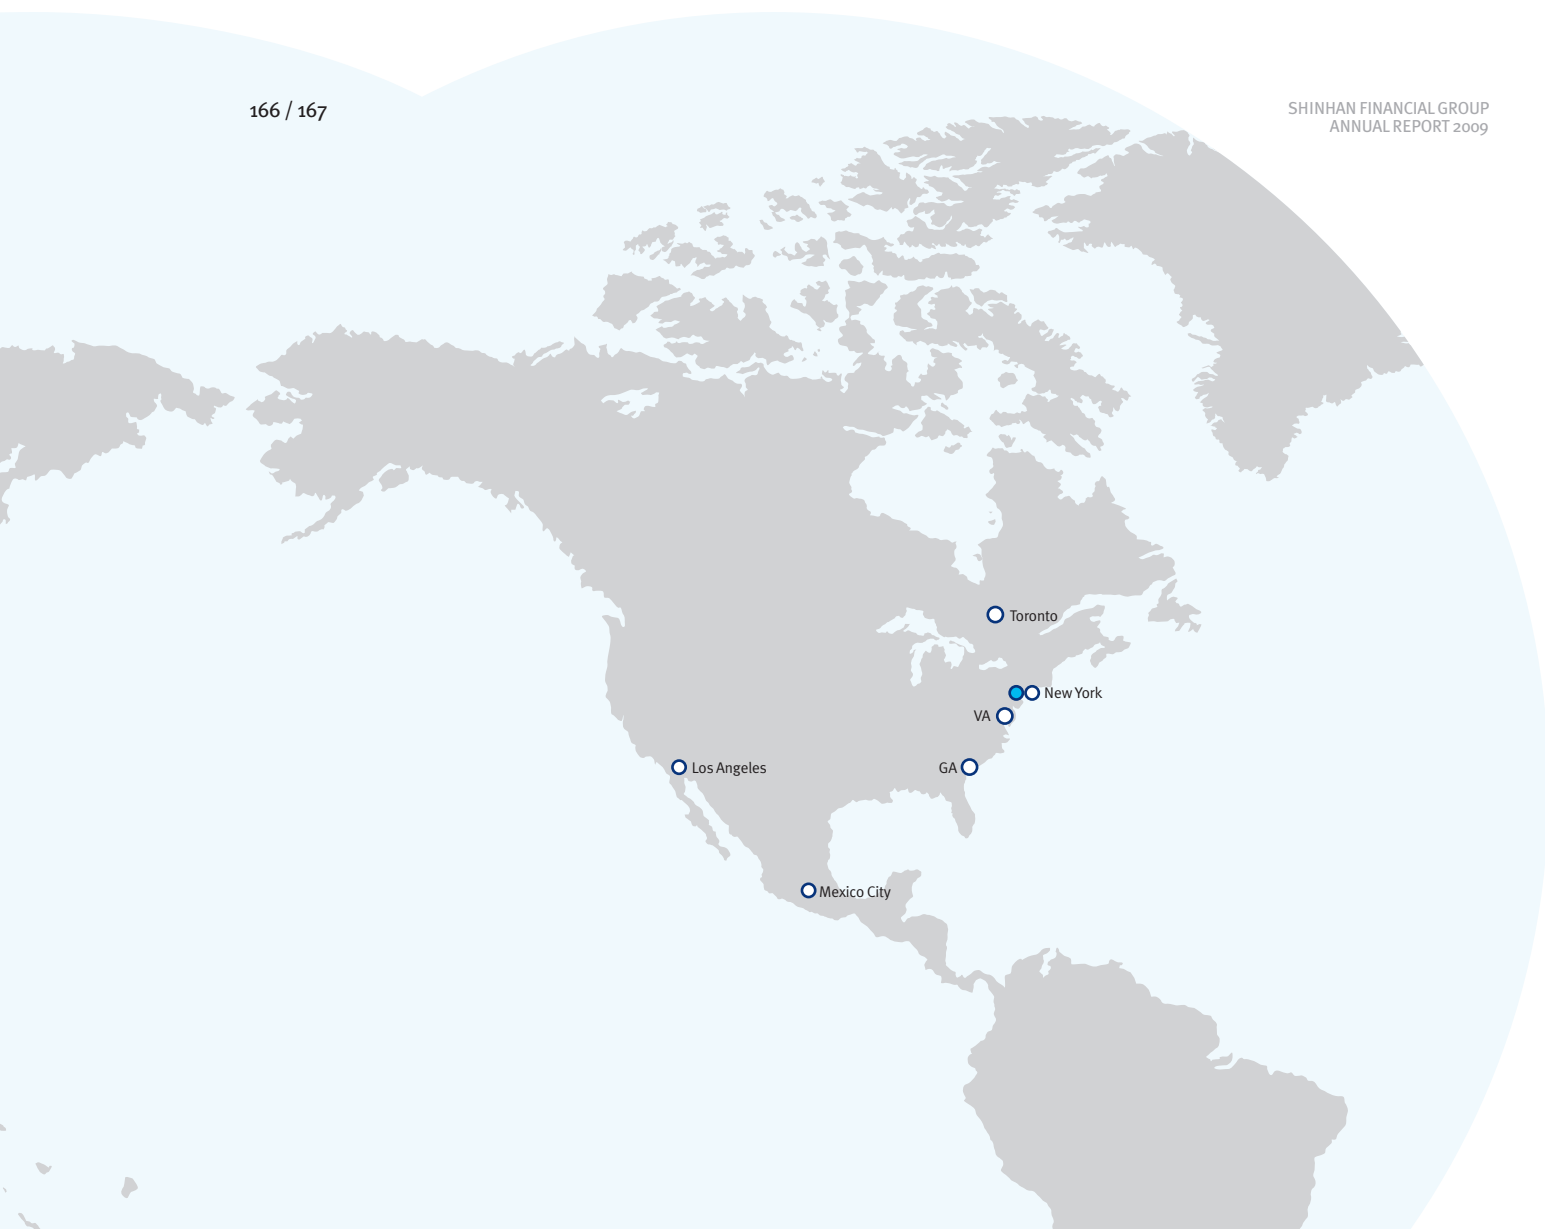 166 / 167
SHINHAN FINANCIAL GROUP
ANNUAL REPORT 2009
Toronto
New York
VA
Los Angeles
GA
Mexico City